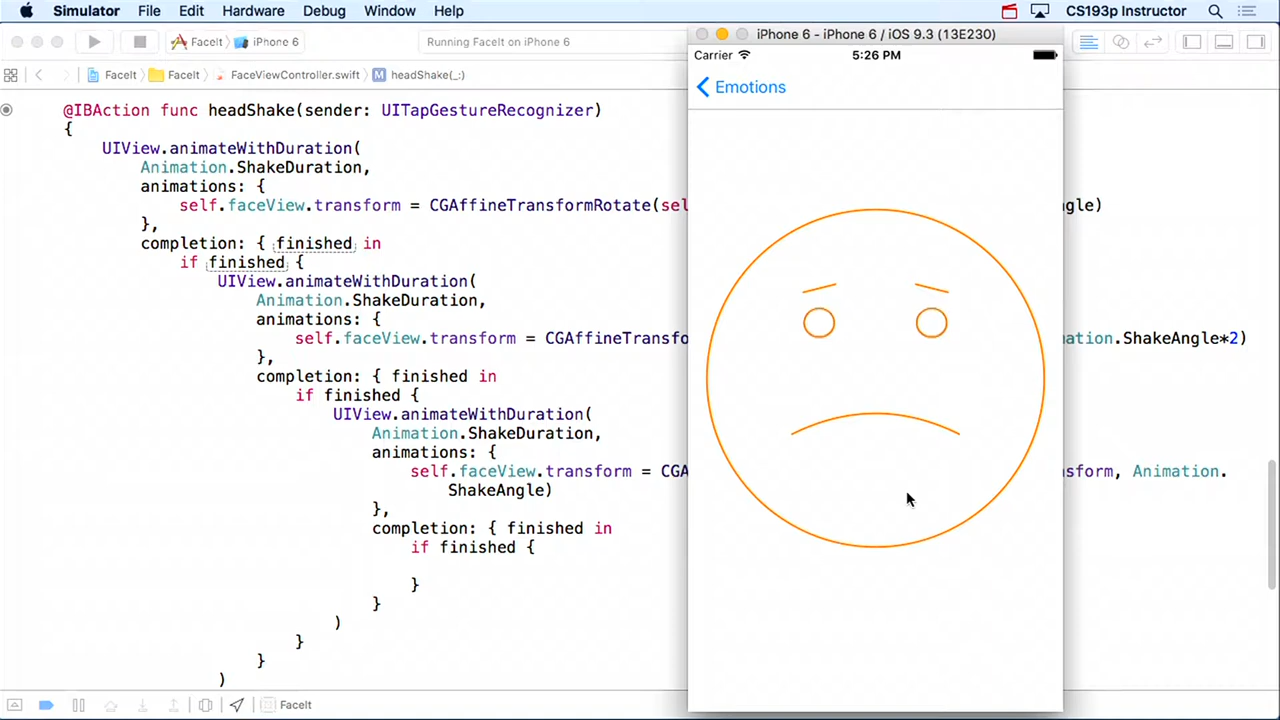 Simulator File Edit Hardware Debug Window Help CS193p Instructor
FaceIt iPhone 6 Running FaceIt on iPhone 6
FaceIt FaceIt FaceViewController.swift M headShake(_:)
@IBAction func headShake(sender: UITapGestureRecognizer)
{
UIView.animateWithDuration(
Animation.ShakeDuration,
animations: {
self.faceView.transform = CGAffineTransformRotate(sel gle)
},
completion: { finished in
if finished {
UIView.animateWithDuration(
Animation.ShakeDuration,
animations: {
self.faceView.transform = CGAffineTransfo mation.ShakeAngle*2)
},
completion: { finished in
if finished {
UIView.animateWithDuration(
Animation.ShakeDuration,
animations: {
self.faceView.transform = CGA sform, Animation.
ShakeAngle)
},
completion: { finished in
if finished {
}
}
)
}
}
)
FaceIt
iPhone 6 - iPhone 6 / iOS 9.3 (13E230)
Carrier 5:26 PM
Emotions